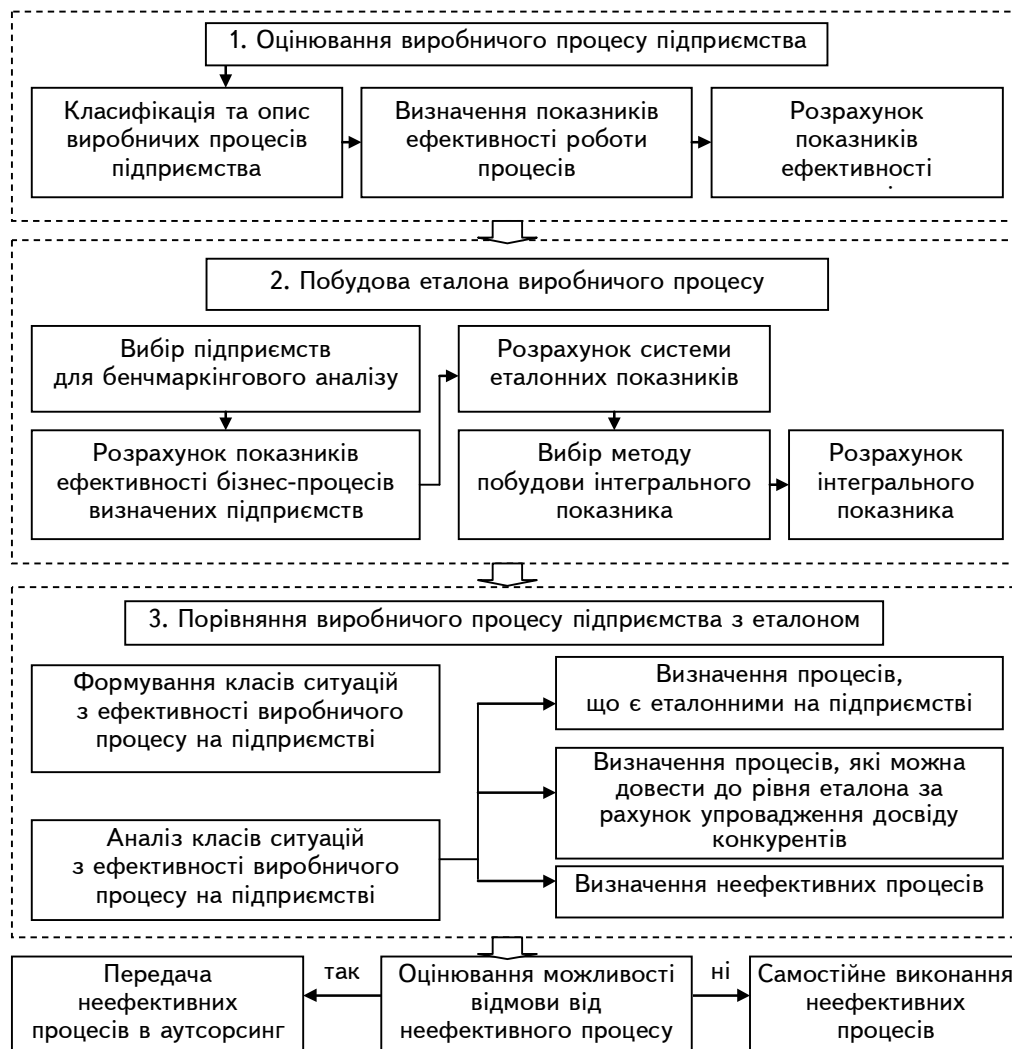 1. Оцінювання виробничого процесу підприємства
Класифікація та опис
виробничих процесів
підприємства
Визначення показників
ефективності роботи
процесів
Розрахунок
показників
ефективності
2. Побудова еталона виробничого процесу
Вибір підприємств
для бенчмаркінгового аналізу
Розрахунок показників
ефективності бізнес-процесів
визначених підприємств
Розрахунок системи
еталонних показників
Вибір методу
побудови інтегрального
показника
Розрахунок
інтегрального
показника
3. Порівняння виробничого процесу підприємства з еталоном
Формування класів ситуацій
з ефективності виробничого
процесу на підприємстві
Аналіз класів ситуацій
з ефективності виробничого
процесу на підприємстві
Визначення процесів,
що є еталонними на підприємстві
Визначення процесів, які можна
довести до рівня еталона за
рахунок упровадження досвіду
конкурентів
Визначення неефективних процесів
Передача
неефективних
процесів в аутсорсинг
так
Оцінювання можливості
відмови від
неефективного процесу
ні
Самостійне виконання
неефективних
процесів